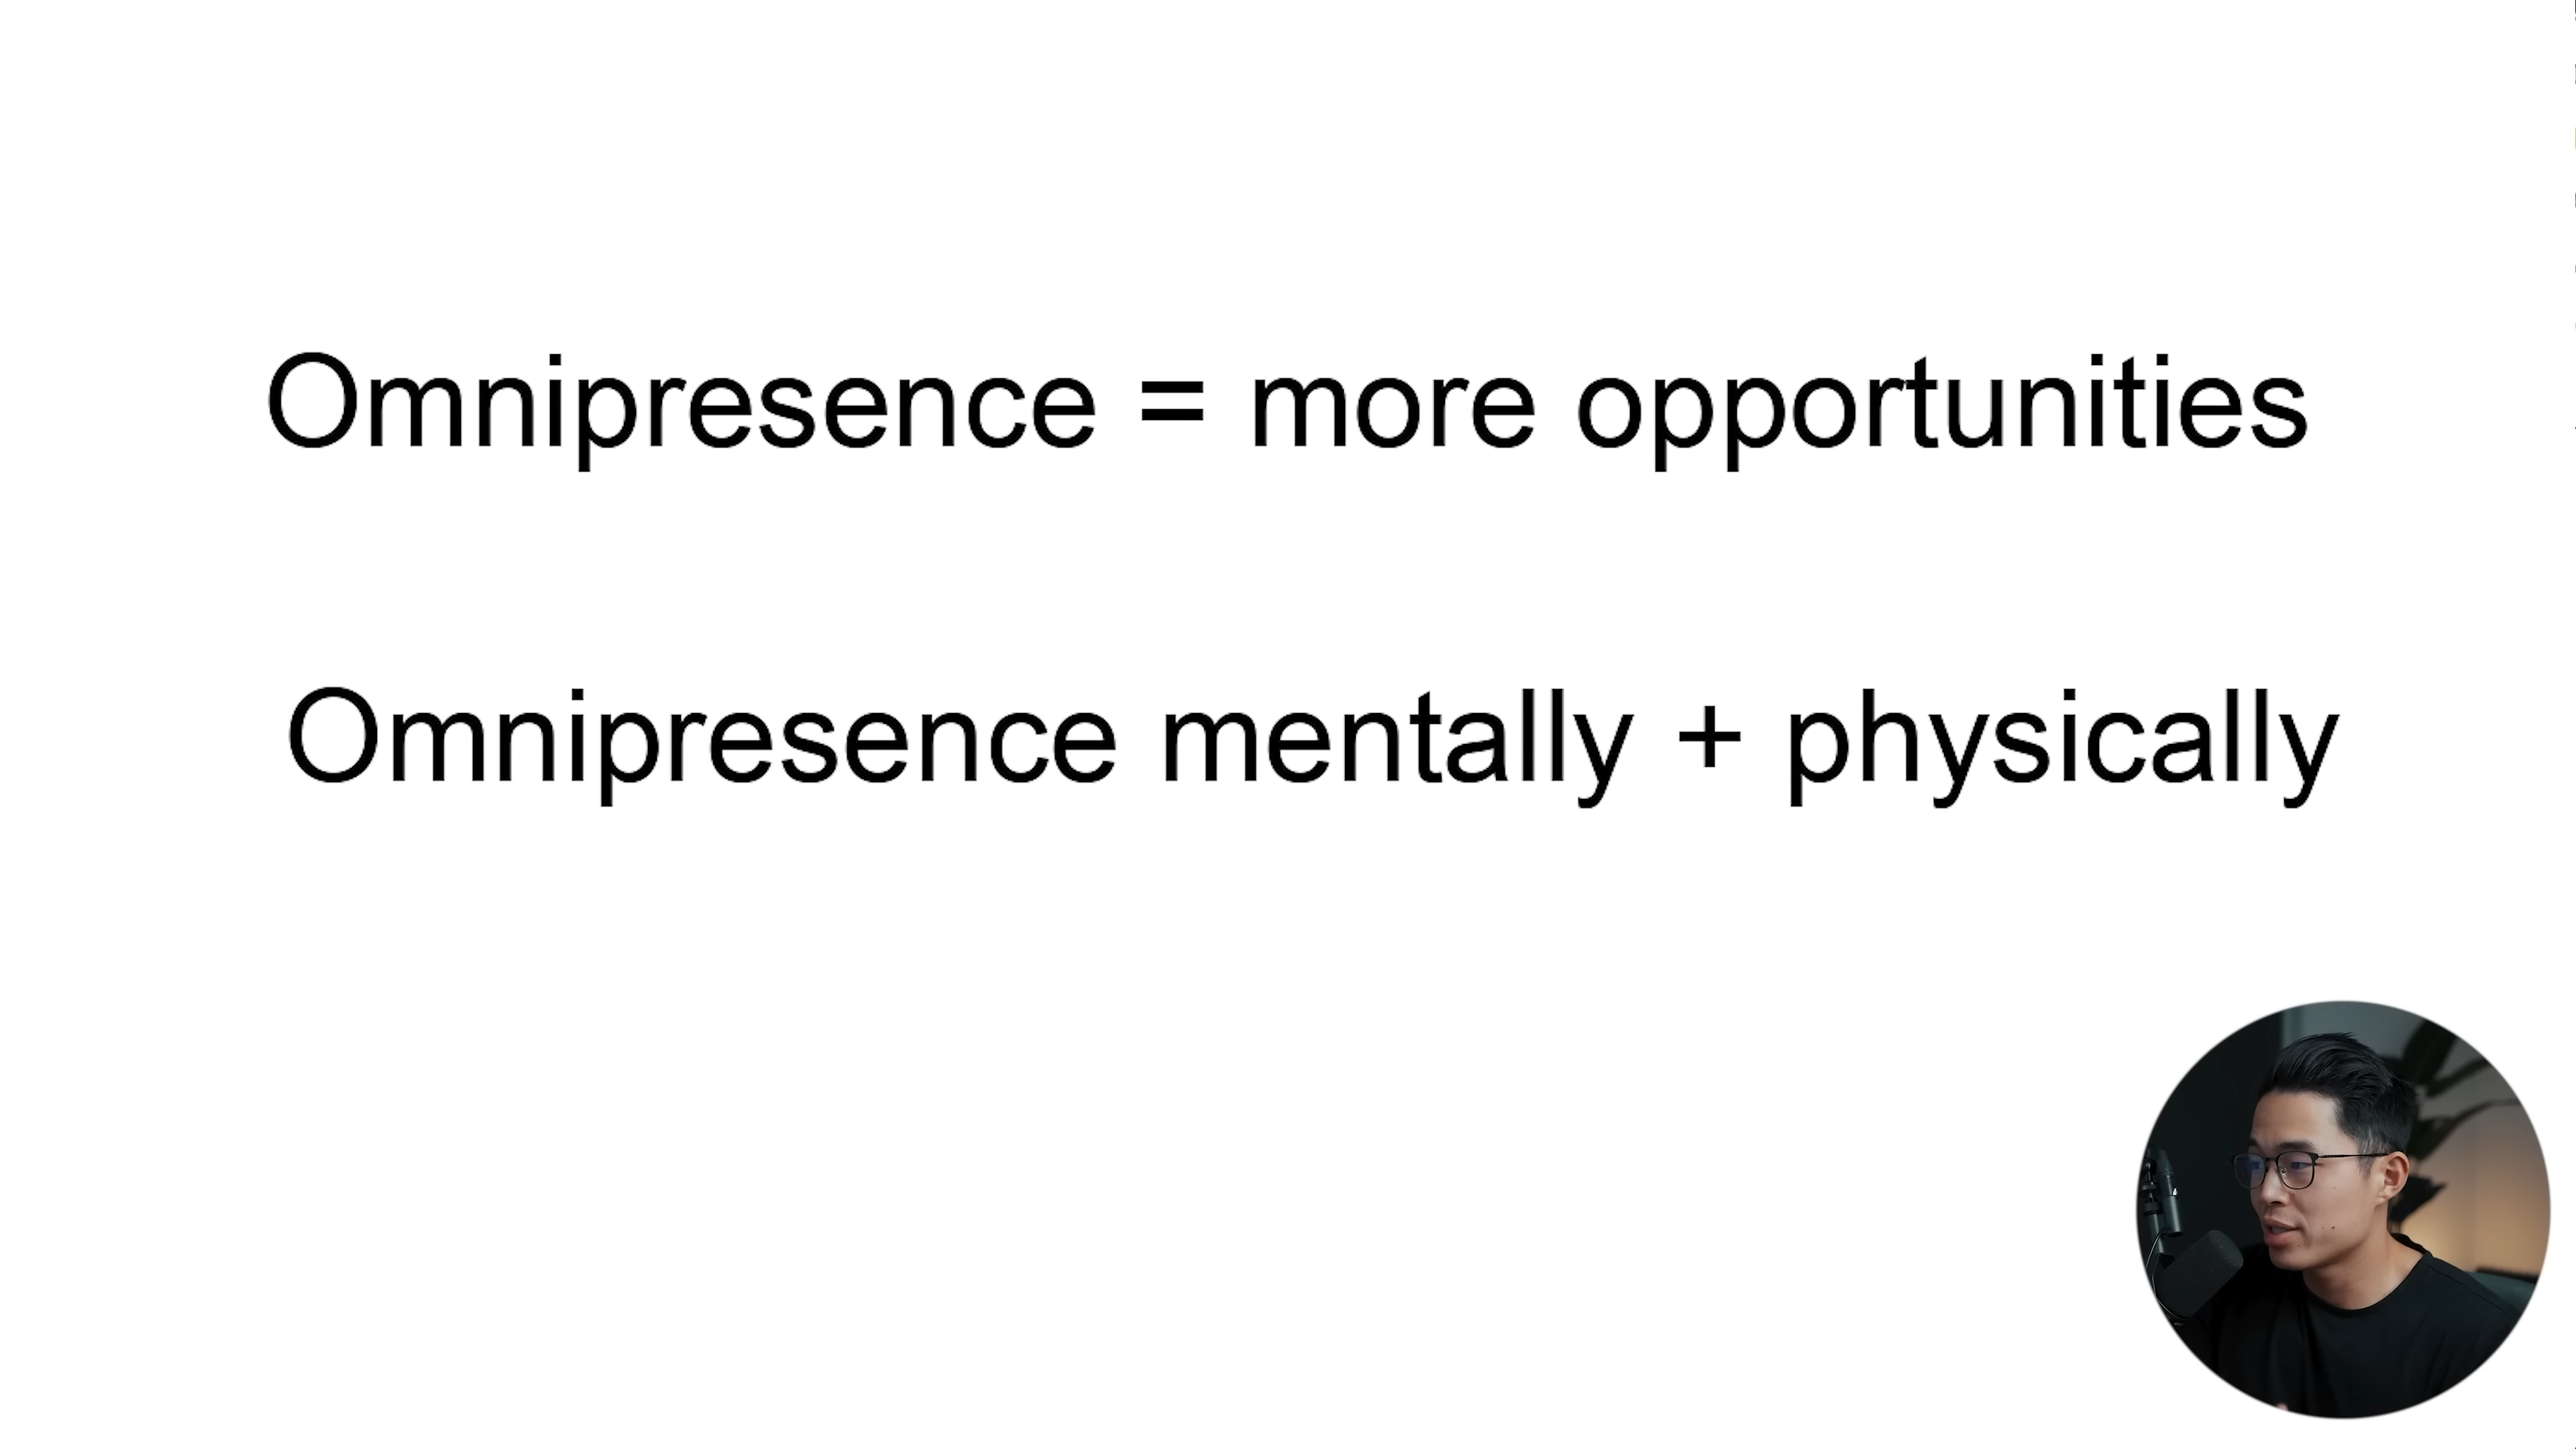 Omnipresence = more opportunities
Omnipresence mentally + physically